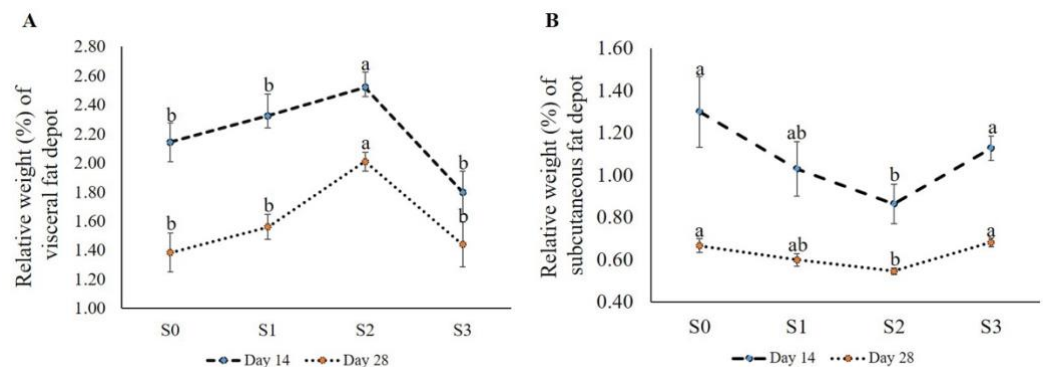 A
Relative weight (%) of
visceral fat depot
2.80
2.60
2.40
2.20
2.00
1.80
1.60
1.40
1.20
1.00
b
b
a
b
b
b
a
b
S0
S1
S2
S3
Day 14
Day 28
B
Relative weight (%) of
subcutaneous fat depot
1.60
1.40
1.20
1.00
0.80
0.60
0.40
a
ab
b
a
a
ab
b
a
S0
S1
S2
S3
Day 14
Day 28